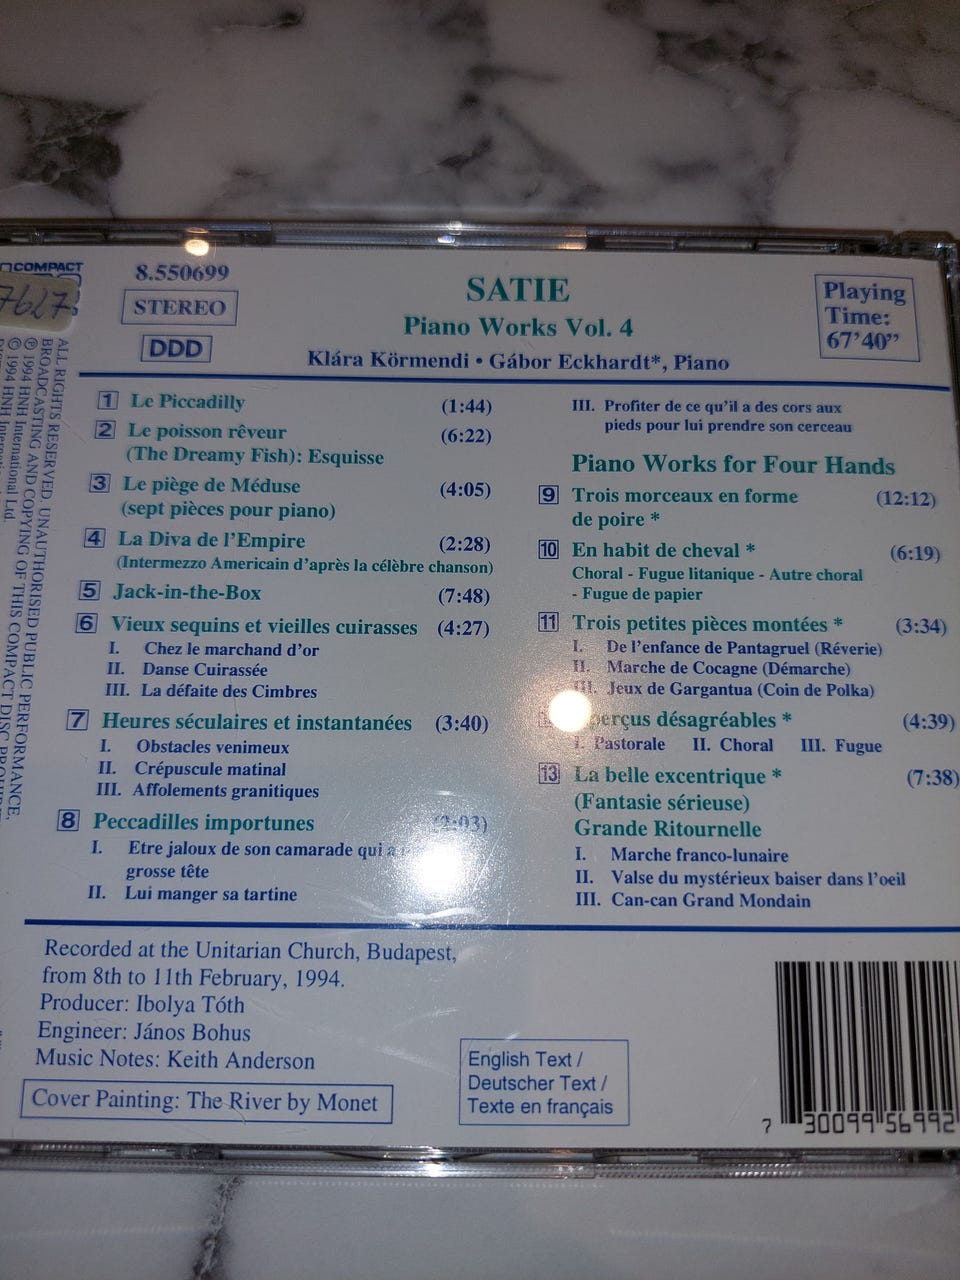 COMPACT
7627
8.550699
STEREO
DDD
SATIE
Piano Works Vol. 4
Klára Körmendi • Gábor Eckhardt*, Piano
Playing
Time:
67'40”
1 Le Piccadilly (1:44)
2 Le poisson rêveur (6:22)
(The Dreamy Fish): Esquisse
3 Le piège de Méduse (4:05)
(sept pièces pour piano)
4 La Diva de l'Empire (2:28)
(Intermezzo Americain d'après la célèbre chanson)
5 Jack-in-the-Box (7:48)
6 Vieux sequins et vieilles cuirasses (4:27)
I. Chez le marchand d'or
II. Danse Cuirassée
III. La défaite des Cimbres
7 Heures séculaires et instantanées (3:40)
I. Obstacles venimeux
II. Crépuscule matinal
III. Affolements granitiques
8 Peccadilles importunes (2:03)
I. Etre jaloux de son camarade qui a
grosse tête
II. Lui manger sa tartine
III. Profiter de ce qu'il a des cors aux
pieds pour lui prendre son cerceau
Piano Works for Four Hands
9 Trois morceaux en forme (12:12)
de poire *
10 En habit de cheval * (6:19)
Choral - Fugue litanique - Autre choral
- Fugue de papier
11 Trois petites pièces montées * (3:34)
I. De l'enfance de Pantagruel (Réverie)
II. Marche de Cocagne (Démarche)
III. Jeux de Gargantua (Coin de Polka)
désagréables * (4:39)
I. Pastorale II. Choral III. Fugue
13 La belle excentrique * (7:38)
(Fantasie sérieuse)
Grande Ritournelle
I. Marche franco-lunaire
II. Valse du mystérieux baiser dans l'oeil
III. Can-can Grand Mondain
Recorded at the Unitarian Church, Budapest,
from 8th to 11th February, 1994.
Producer: Ibolya Tóth
Engineer: János Bohus
Music Notes: Keith Anderson
Cover Painting: The River by Monet
English Text /
Deutscher Text /
Texte en français
7 30099 56992
ALL RIGHTS RESERVED. UNAUTHORISED PUBLIC PERFORMANCE,
BROADCASTING AND COPYING OF THIS COMPACT DISC
℗ 1994 HNH International Ltd.
© 1994 HNH International Ltd.